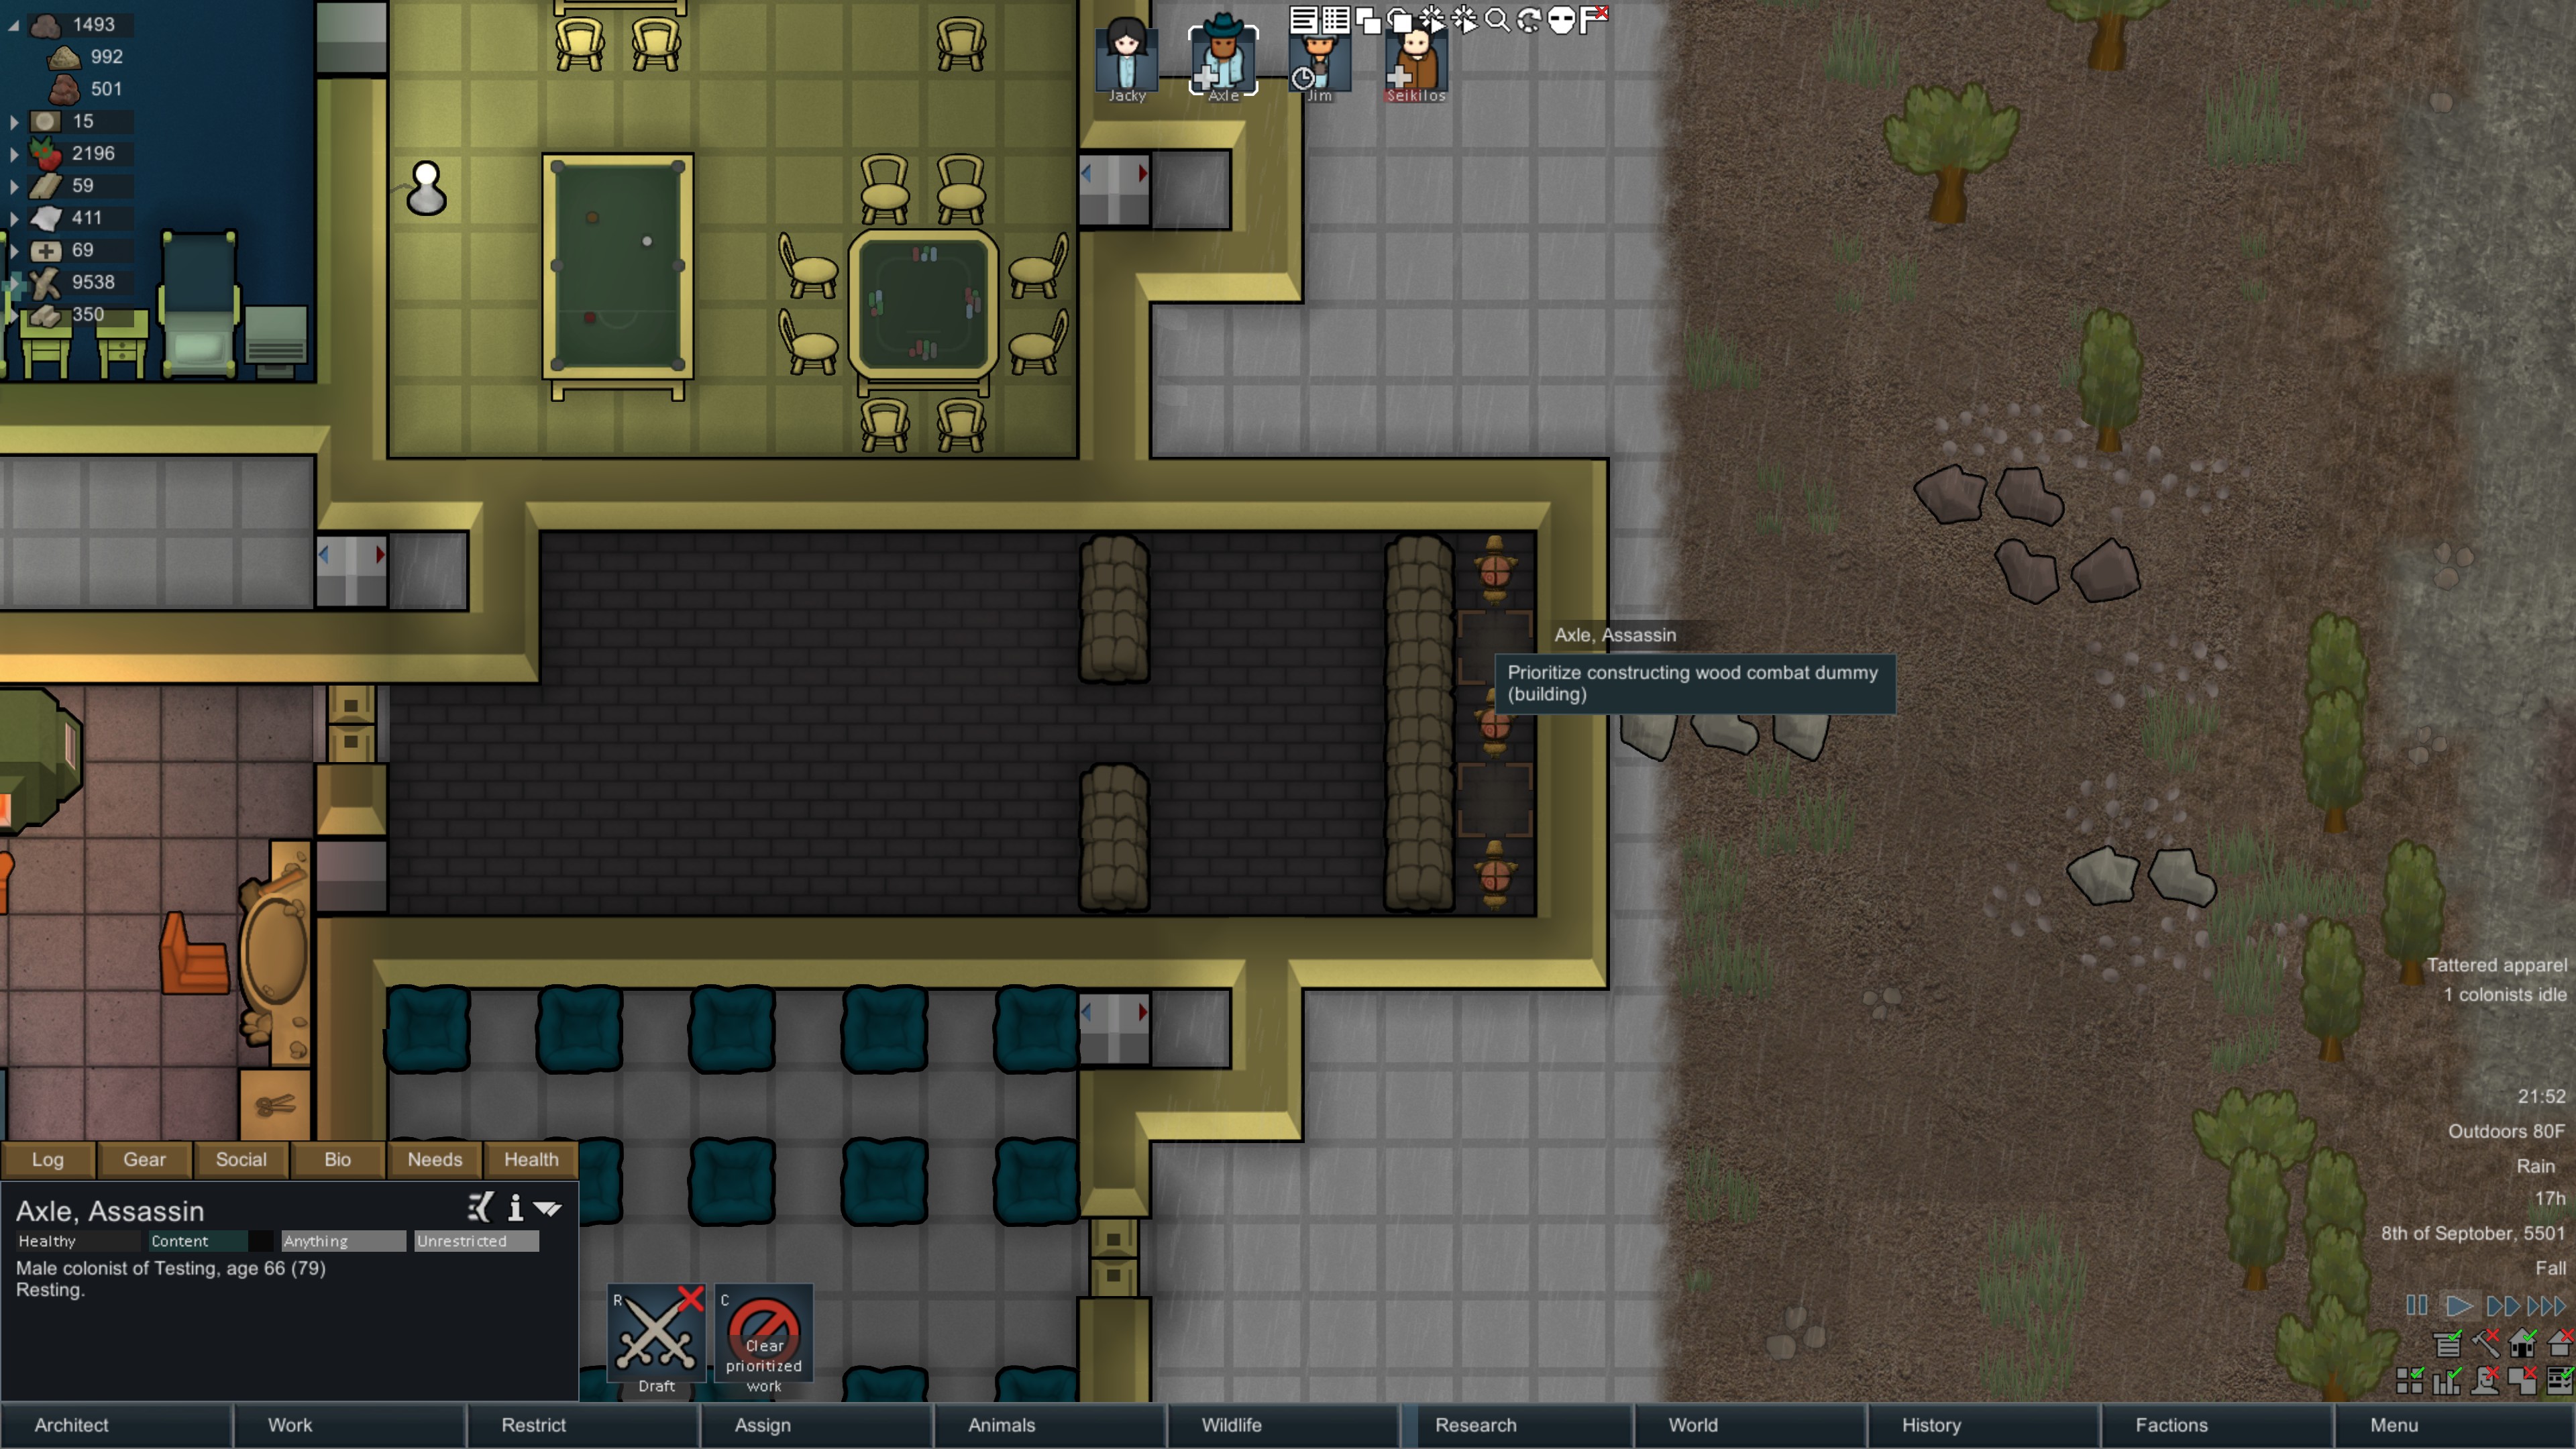 1493
992
501
15
2196
59
411
69
9538
350
Jacky
Axle
Jim
Seikilos
Axle, Assassin
Prioritize constructing wood combat dummy
(building)
Tattered apparel
1 colonists idle
21:52
Outdoors 80F
Rain
17h
8th of Septober, 5501
Fall
Log
Gear
Social
Bio
Needs
Health
Axle, Assassin
Healthy
Content
Anything
Unrestricted
Male colonist of Testing, age 66 (79)
Resting.
R
Draft
C
Clear
prioritized
work
Architect
Work
Restrict
Assign
Animals
Wildlife
Research
World
History
Factions
Menu